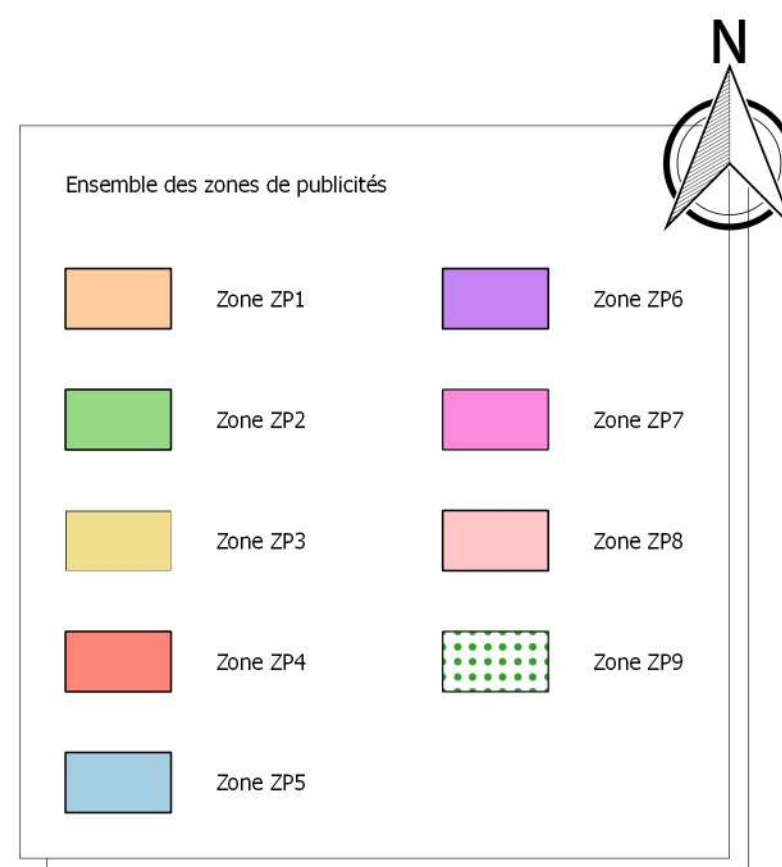 N
Ensemble des zones de publicités
Zone ZP1
Zone ZP2
Zone ZP3
Zone ZP4
Zone ZP5
Zone ZP6
Zone ZP7
Zone ZP8
Zone ZP9